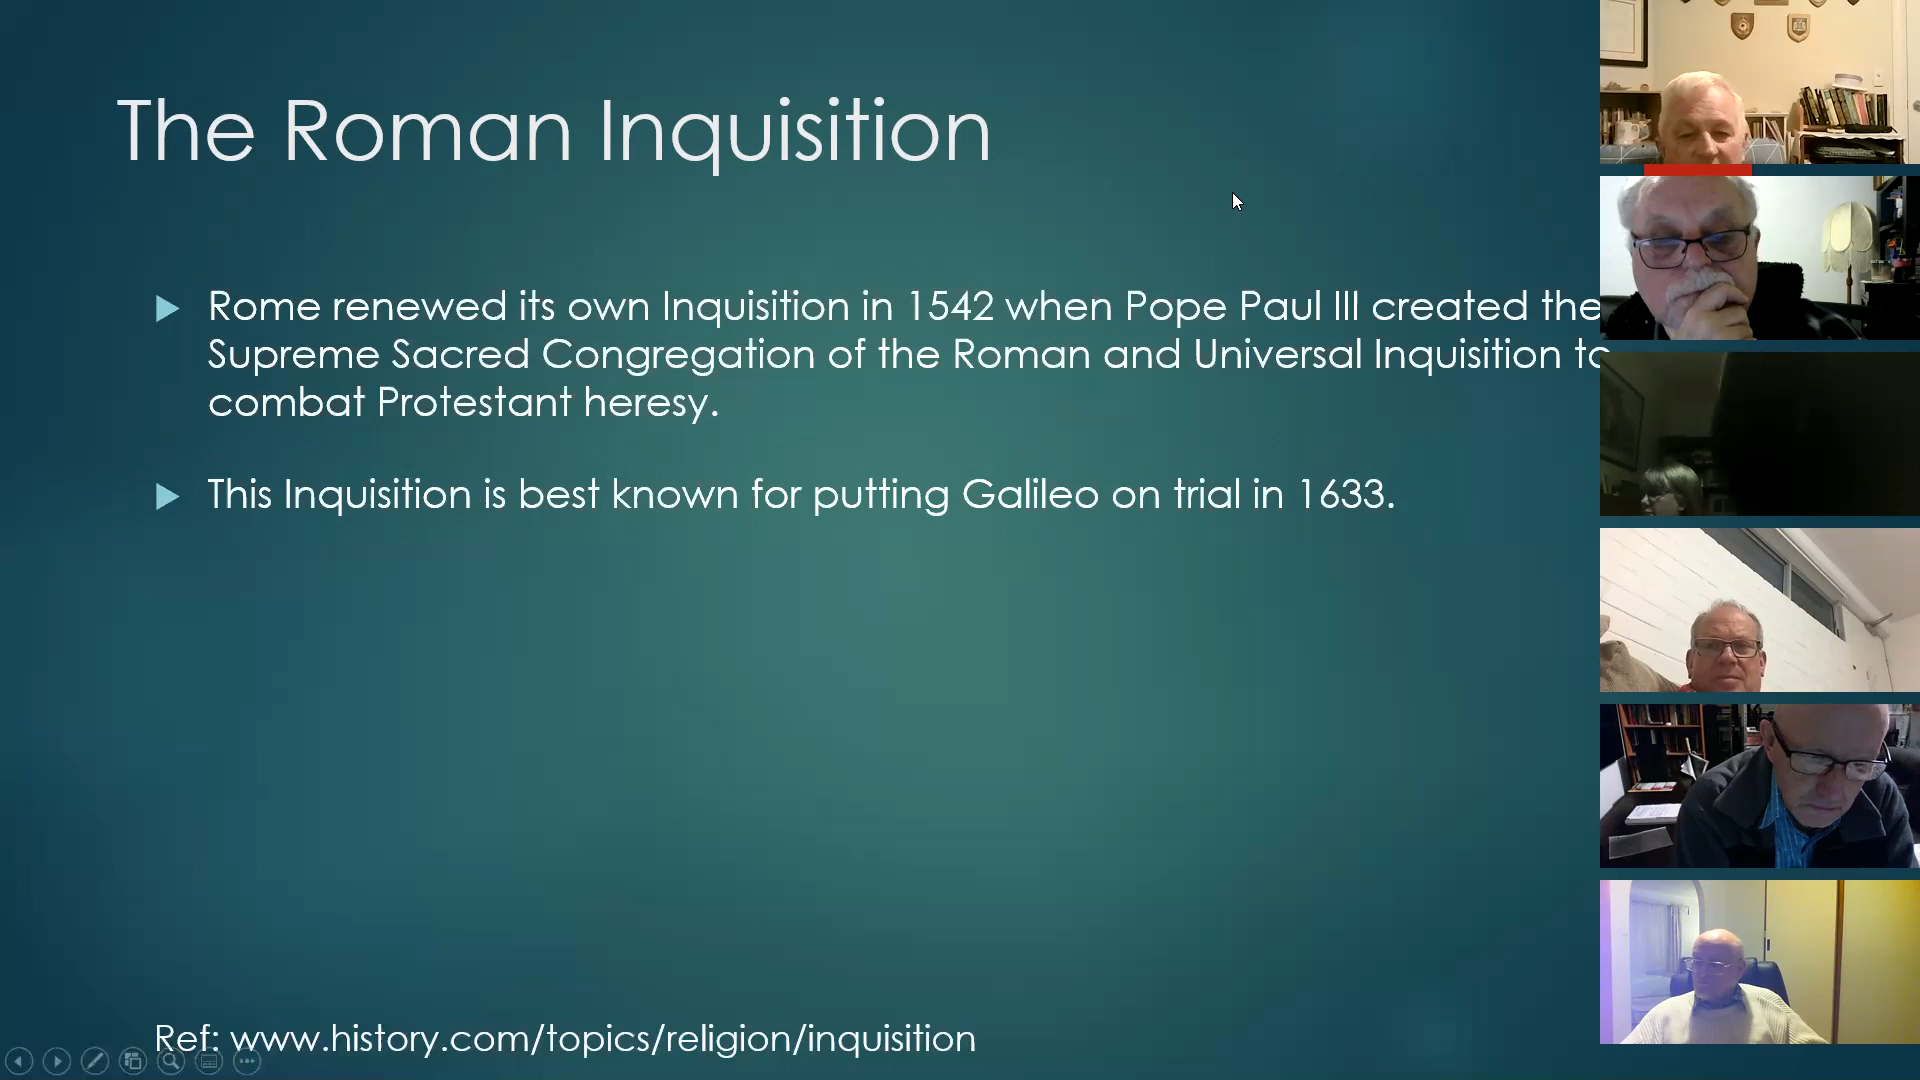 The Roman Inquisition
Rome renewed its own Inquisition in 1542 when Pope Paul III created the
Supreme Sacred Congregation of the Roman and Universal Inquisition to
combat Protestant heresy.
This Inquisition is best known for putting Galileo on trial in 1633.
Ref: www.history.com/topics/religion/inquisition